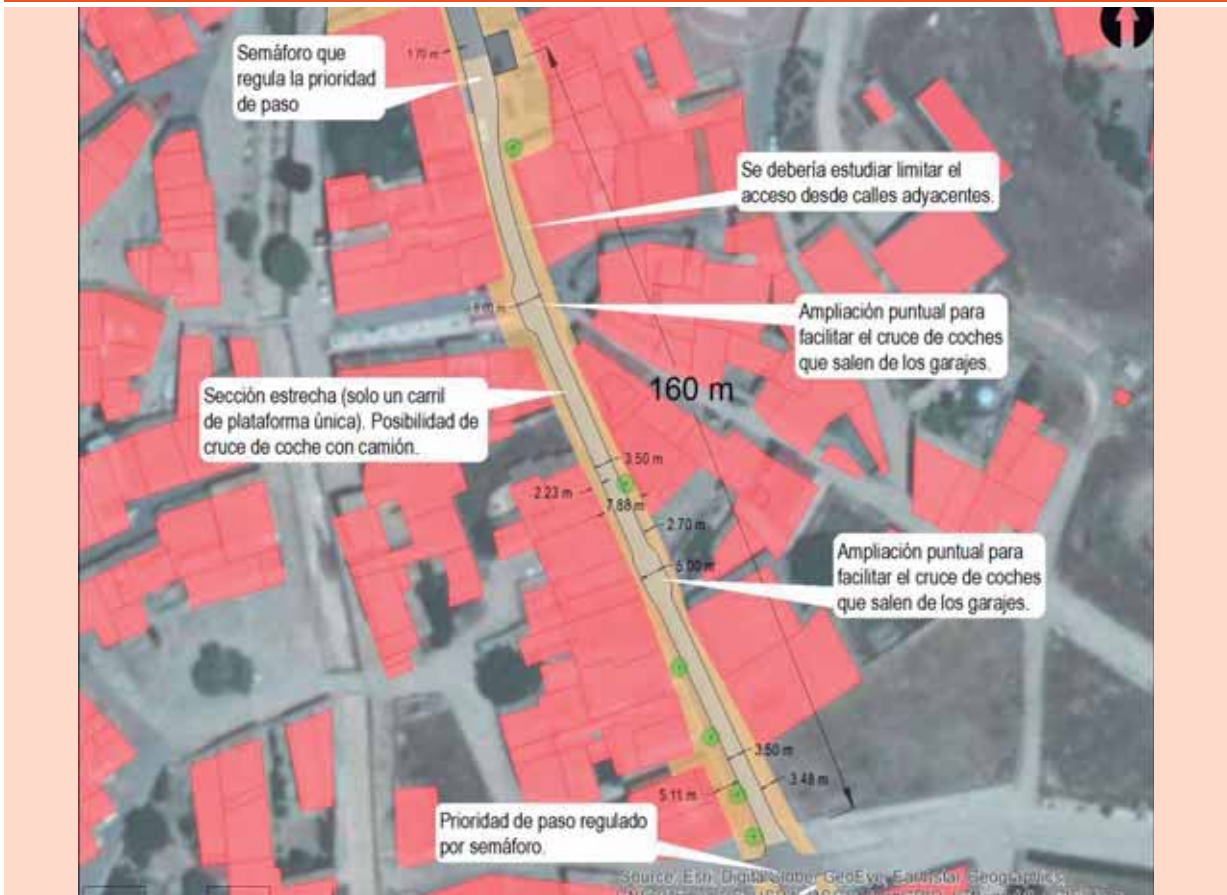 1.70 m
Semáforo que
regula la prioridad
de paso
Se debería estudiar limitar el
acceso desde calles adyacentes.
Ampliación puntual para
facilitar el cruce de coches
que salen de los garajes.
160 m
Sección estrecha (solo un carril
de plataforma única). Posibilidad de
cruce de coche con camión.
3.50 m
2.23 m
7.88 m
2.70 m
Ampliación puntual para
facilitar el cruce de coches
que salen de los garajes.
5.00 m
3.50 m
3.48 m
5.11 m
Prioridad de paso regulado
por semáforo.
Source: Esri, DigitalGlobe, GeoEye, Earthstar Geographics,